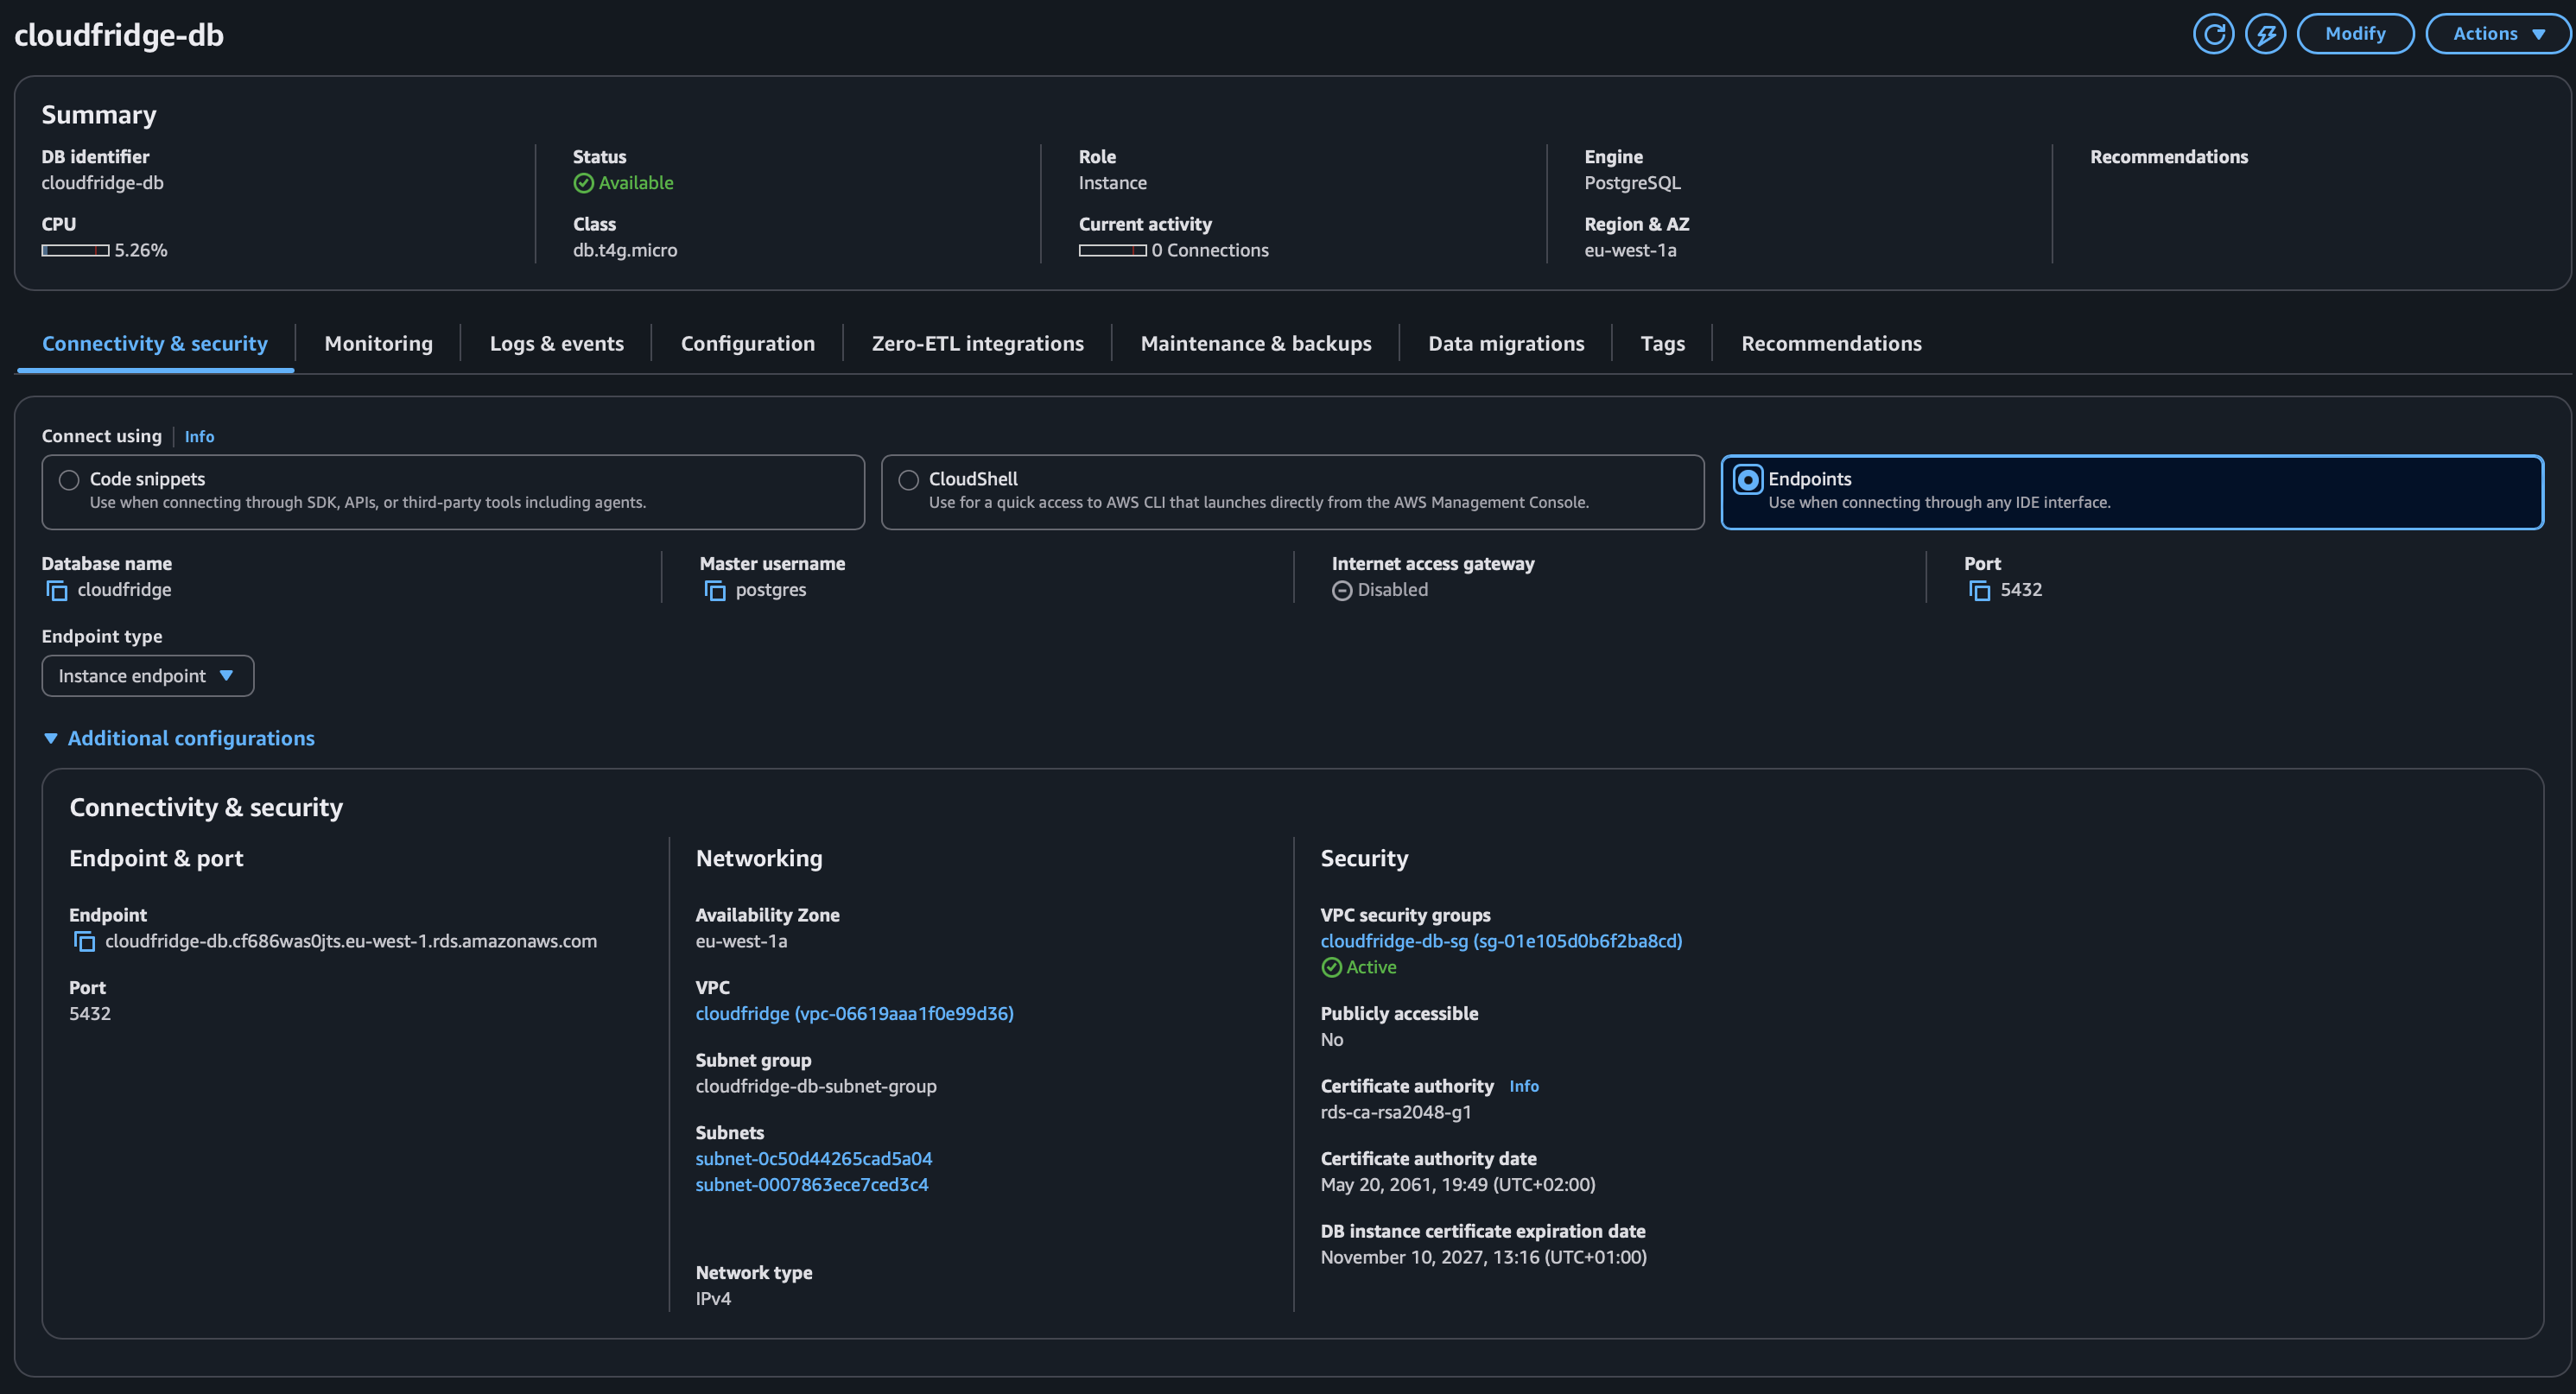 cloudfridge-db
Modify
Actions
Summary
DB identifier
cloudfridge-db
Status
Available
Role
Instance
Engine
PostgreSQL
Recommendations
CPU
5.26%
Class
db.t4g.micro
Current activity
0 Connections
Region & AZ
eu-west-1a
Connectivity & security
Monitoring
Logs & events
Configuration
Zero-ETL integrations
Maintenance & backups
Data migrations
Tags
Recommendations
Connect using
Info
Code snippets
Use when connecting through SDK, APIs, or third-party tools including agents.
CloudShell
Use for a quick access to AWS CLI that launches directly from the AWS Management Console.
Endpoints
Use when connecting through any IDE interface.
Database name
cloudfridge
Master username
postgres
Internet access gateway
Disabled
Port
5432
Endpoint type
Instance endpoint
Additional configurations
Connectivity & security
Endpoint & port
Endpoint
cloudfridge-db.cf686was0jts.eu-west-1.rds.amazonaws.com
Port
5432
Networking
Availability Zone
eu-west-1a
VPC
cloudfridge (vpc-06619aaa1f0e99d36)
Subnet group
cloudfridge-db-subnet-group
Subnets
subnet-0c50d44265cad5a04
subnet-0007863ece7ced3c4
Network type
IPv4
Security
VPC security groups
cloudfridge-db-sg (sg-01e105d0b6f2ba8cd)
Active
Publicly accessible
No
Certificate authority
Info
rds-ca-rsa2048-g1
Certificate authority date
May 20, 2061, 19:49 (UTC+02:00)
DB instance certificate expiration date
November 10, 2027, 13:16 (UTC+01:00)